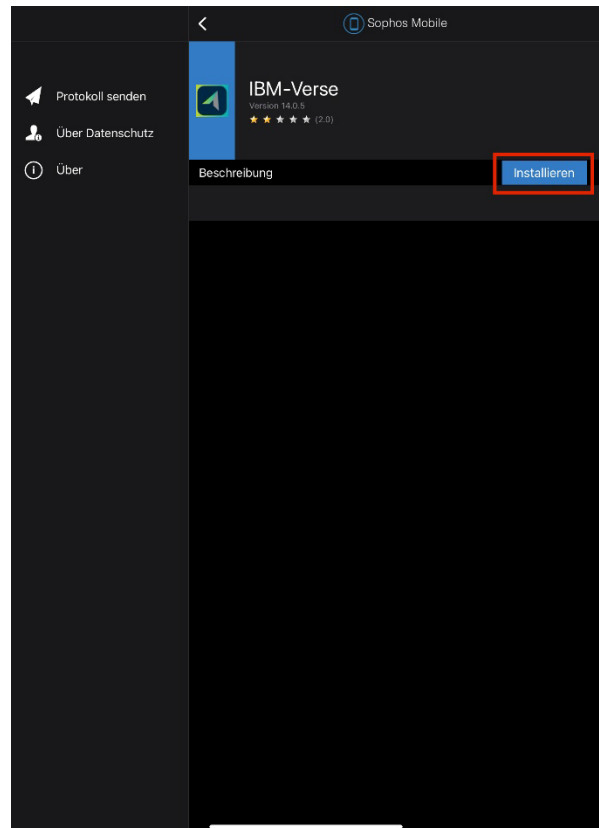 Sophos Mobile
Protokoll senden
Über Datenschutz
Über
IBM-Verse
Version 14.0.5
(2.0)
Beschreibung
Installieren